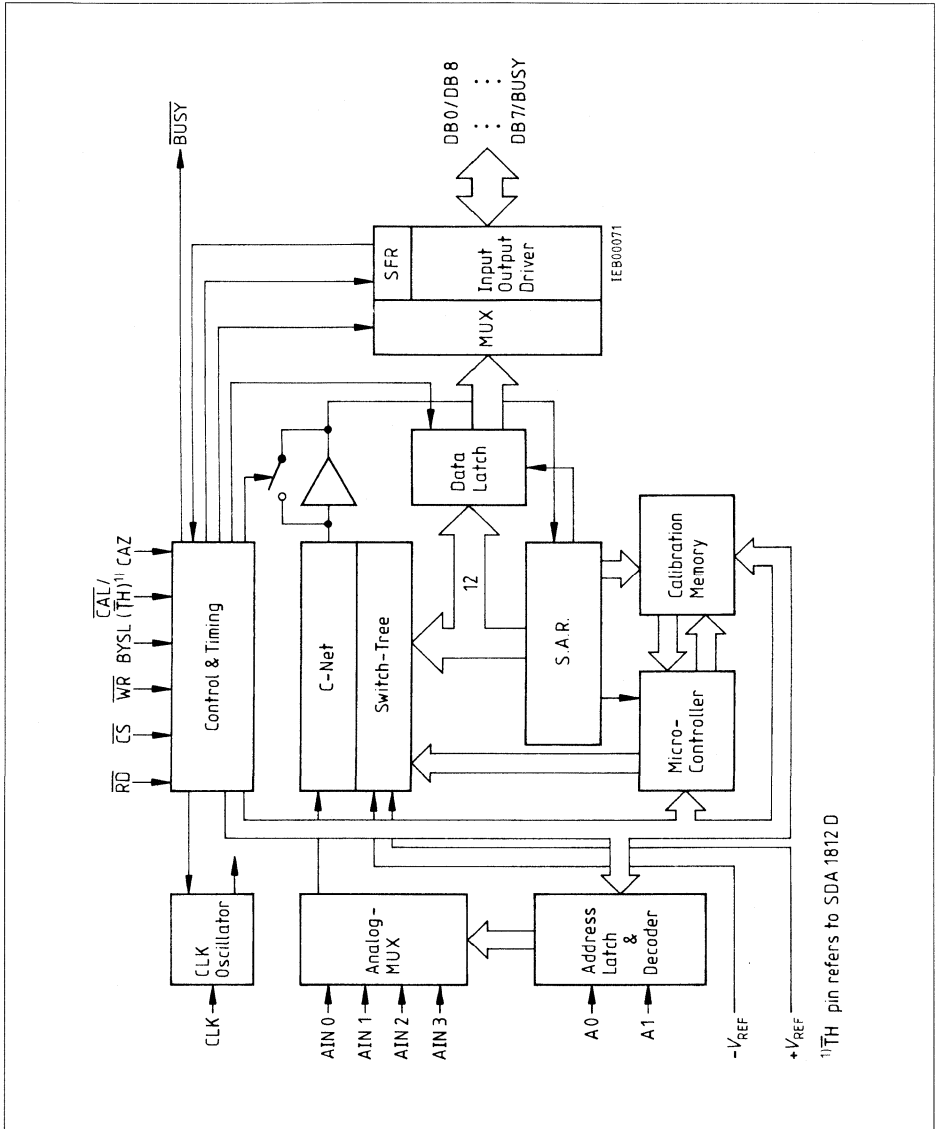 RD
CS
WR
BYSL
CAL/
(TH)¹⁾
CAZ
BUSY
CLK
CLK
Oscillator
Control & Timing
AIN 0
AIN 1
AIN 2
AIN 3
Analog-
MUX
C-Net
Switch-Tree
12
Data
Latch
MUX
SFR
Input
Output
Driver
DB0/DB8
: :
: :
DB7/BUSY
A0
A1
Address
Latch
&
Decoder
S.A.R.
Micro-
Controller
Calibration
Memory
-VREF
+VREF
IEB00071
¹⁾TH pin refers to SDA 1812 D